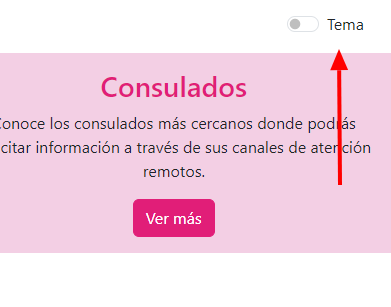 Tema
Consulados
Conoce los consulados más cercanos donde podrás
citar información a través de sus canales de atención
remotos.
Ver más